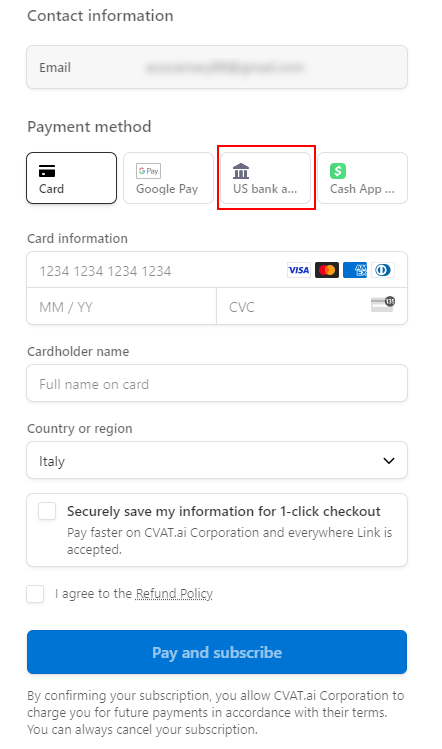 Contact information
Email
Payment method
Card
G Pay
Google Pay
US bank a...
$
Cash App ...
Card information
1234 1234 1234 1234
VISA
MM / YY
CVC
135
Cardholder name
Full name on card
Country or region
Italy
Securely save my information for 1-click checkout
Pay faster on CVAT.ai Corporation and everywhere Link is
accepted.
I agree to the Refund Policy
Pay and subscribe
By confirming your subscription, you allow CVAT.ai Corporation to
charge you for future payments in accordance with their terms.
You can always cancel your subscription.